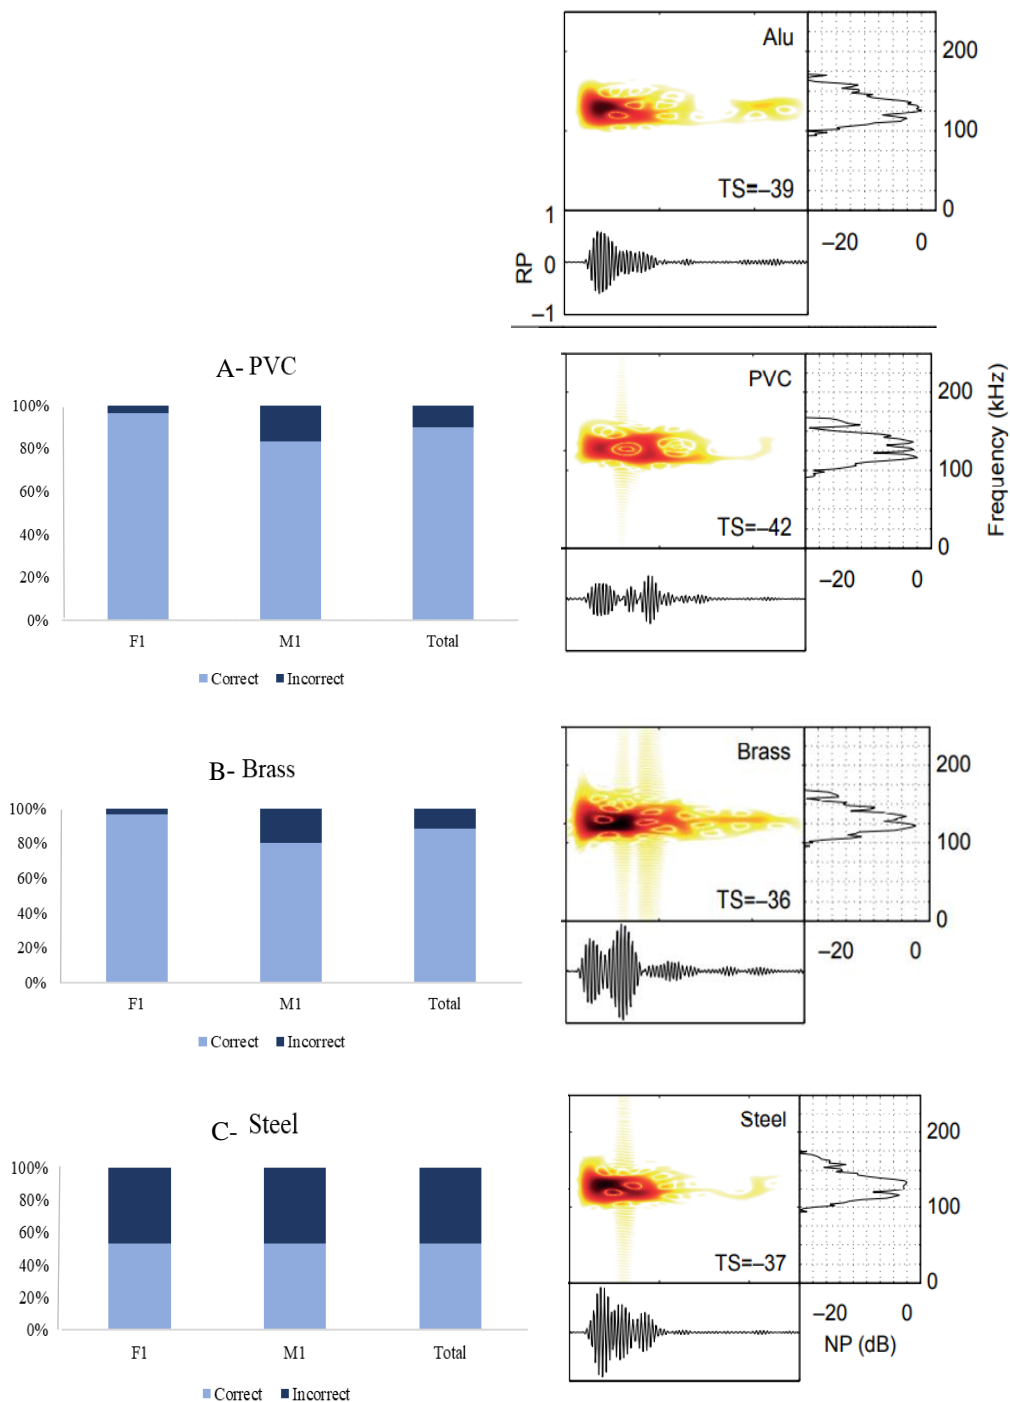 Alu
TS=–39
200
100
0
–20 0
1
RP 0
–1
A- PVC
100%
80%
60%
40%
20%
0%
F1 M1 Total
Correct Incorrect
PVC
TS=–42
200
100
0
Frequency (kHz)
–20 0
B- Brass
100%
80%
60%
40%
20%
0%
F1 M1 Total
Correct Incorrect
Brass
TS=–36
200
100
0
–20 0
C- Steel
100%
80%
60%
40%
20%
0%
F1 M1 Total
Correct Incorrect
Steel
TS=–37
200
100
0
–20 0
NP (dB)